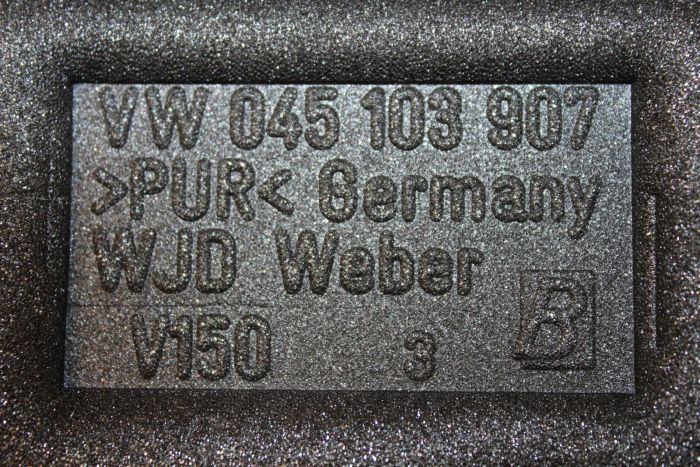 VW 045 103 907
>PUR< Germany
WJD Weber
V150 3 B